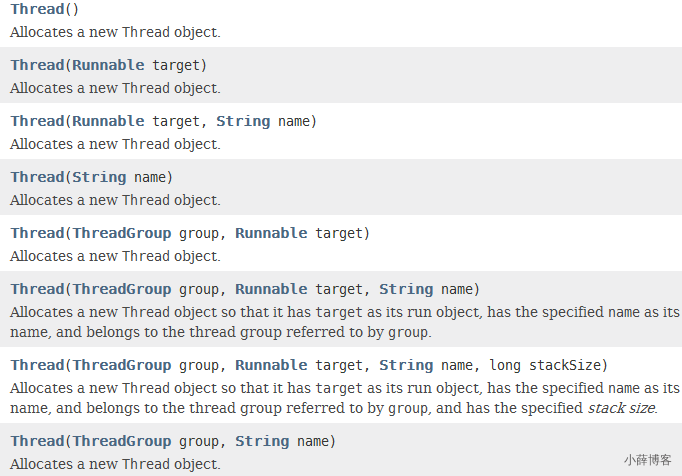 Thread()
Allocates a new Thread object.
Thread(Runnable target)
Allocates a new Thread object.
Thread(Runnable target, String name)
Allocates a new Thread object.
Thread(String name)
Allocates a new Thread object.
Thread(ThreadGroup group, Runnable target)
Allocates a new Thread object.
Thread(ThreadGroup group, Runnable target, String name)
Allocates a new Thread object so that it has target as its run object, has the specified name as its
name, and belongs to the thread group referred to by group.
Thread(ThreadGroup group, Runnable target, String name, long stackSize)
Allocates a new Thread object so that it has target as its run object, has the specified name as its
name, and belongs to the thread group referred to by group, and has the specified stack size.
Thread(ThreadGroup group, String name)
Allocates a new Thread object.
小薛博客